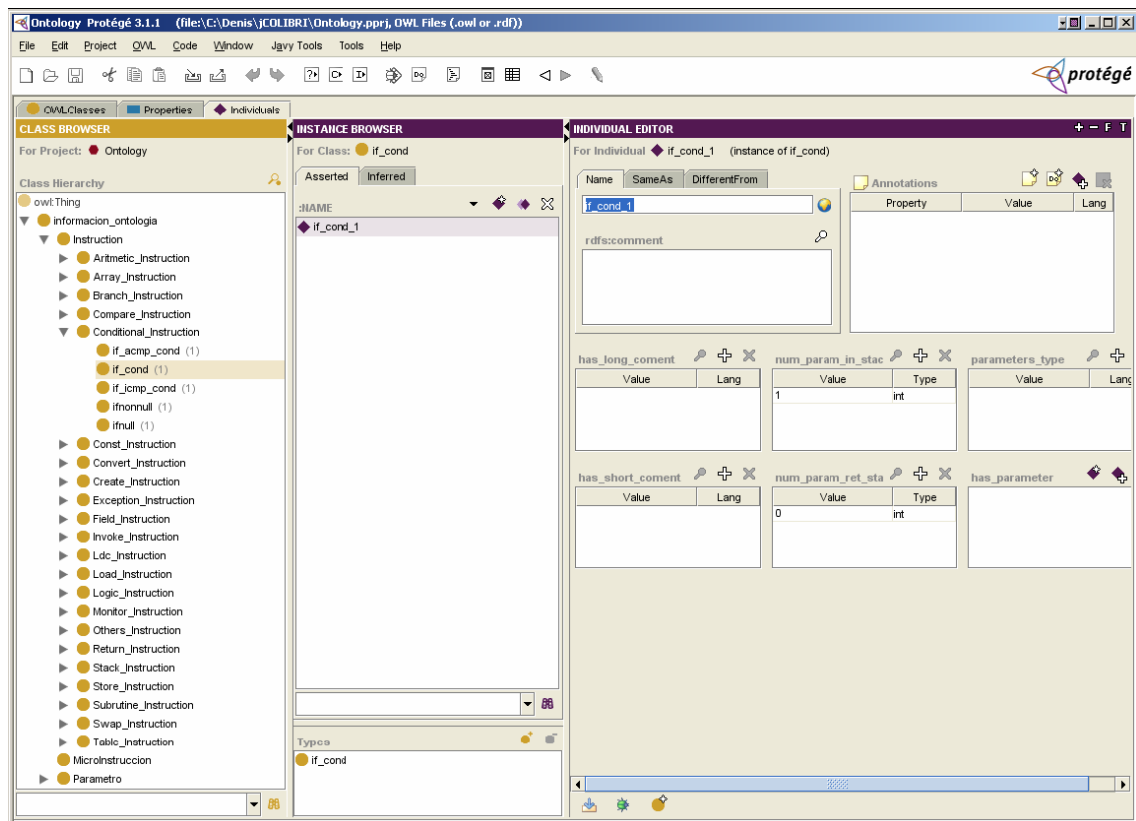 Ontology Protégé 3.1.1 (file:\C:\Denis\jCOLIBRI\Ontology.pprj, OWL Files (.owl or .rdf))
File Edit Project OWL Code Window Javy Tools Tools Help
protégé
OWLClasses Properties Individuals
CLASS BROWSER
For Project: Ontology
Class Hierarchy
owl:Thing
informacion_ontologia
Instruction
Aritmetic_Instruction
Array_Instruction
Branch_Instruction
Compare_Instruction
Conditional_Instruction
if_acmp_cond (1)
if_cond (1)
if_icmp_cond (1)
ifnonnull (1)
ifnull (1)
Const_Instruction
Convert_Instruction
Create_Instruction
Exception_Instruction
Field_Instruction
Invoke_Instruction
Ldc_Instruction
Load_Instruction
Logic_Instruction
Monitor_Instruction
Others_Instruction
Return_Instruction
Stack_Instruction
Store_Instruction
Subrutine_Instruction
Swap_Instruction
Table_Instruction
MicroInstruccion
Parametro
INSTANCE BROWSER
For Class: if_cond
Asserted Inferred
:NAME
if_cond_1
Types
if_cond
INDIVIDUAL EDITOR + − F T
For Individual if_cond_1 (instance of if_cond)
Name SameAs DifferentFrom
if_cond_1
rdfs:comment
Annotations
Property Value Lang
has_long_coment num_param_in_stac parameters_type
Value Lang Value Type Value Lang
1 int
has_short_coment num_param_ret_sta has_parameter
Value Lang Value Type
0 int